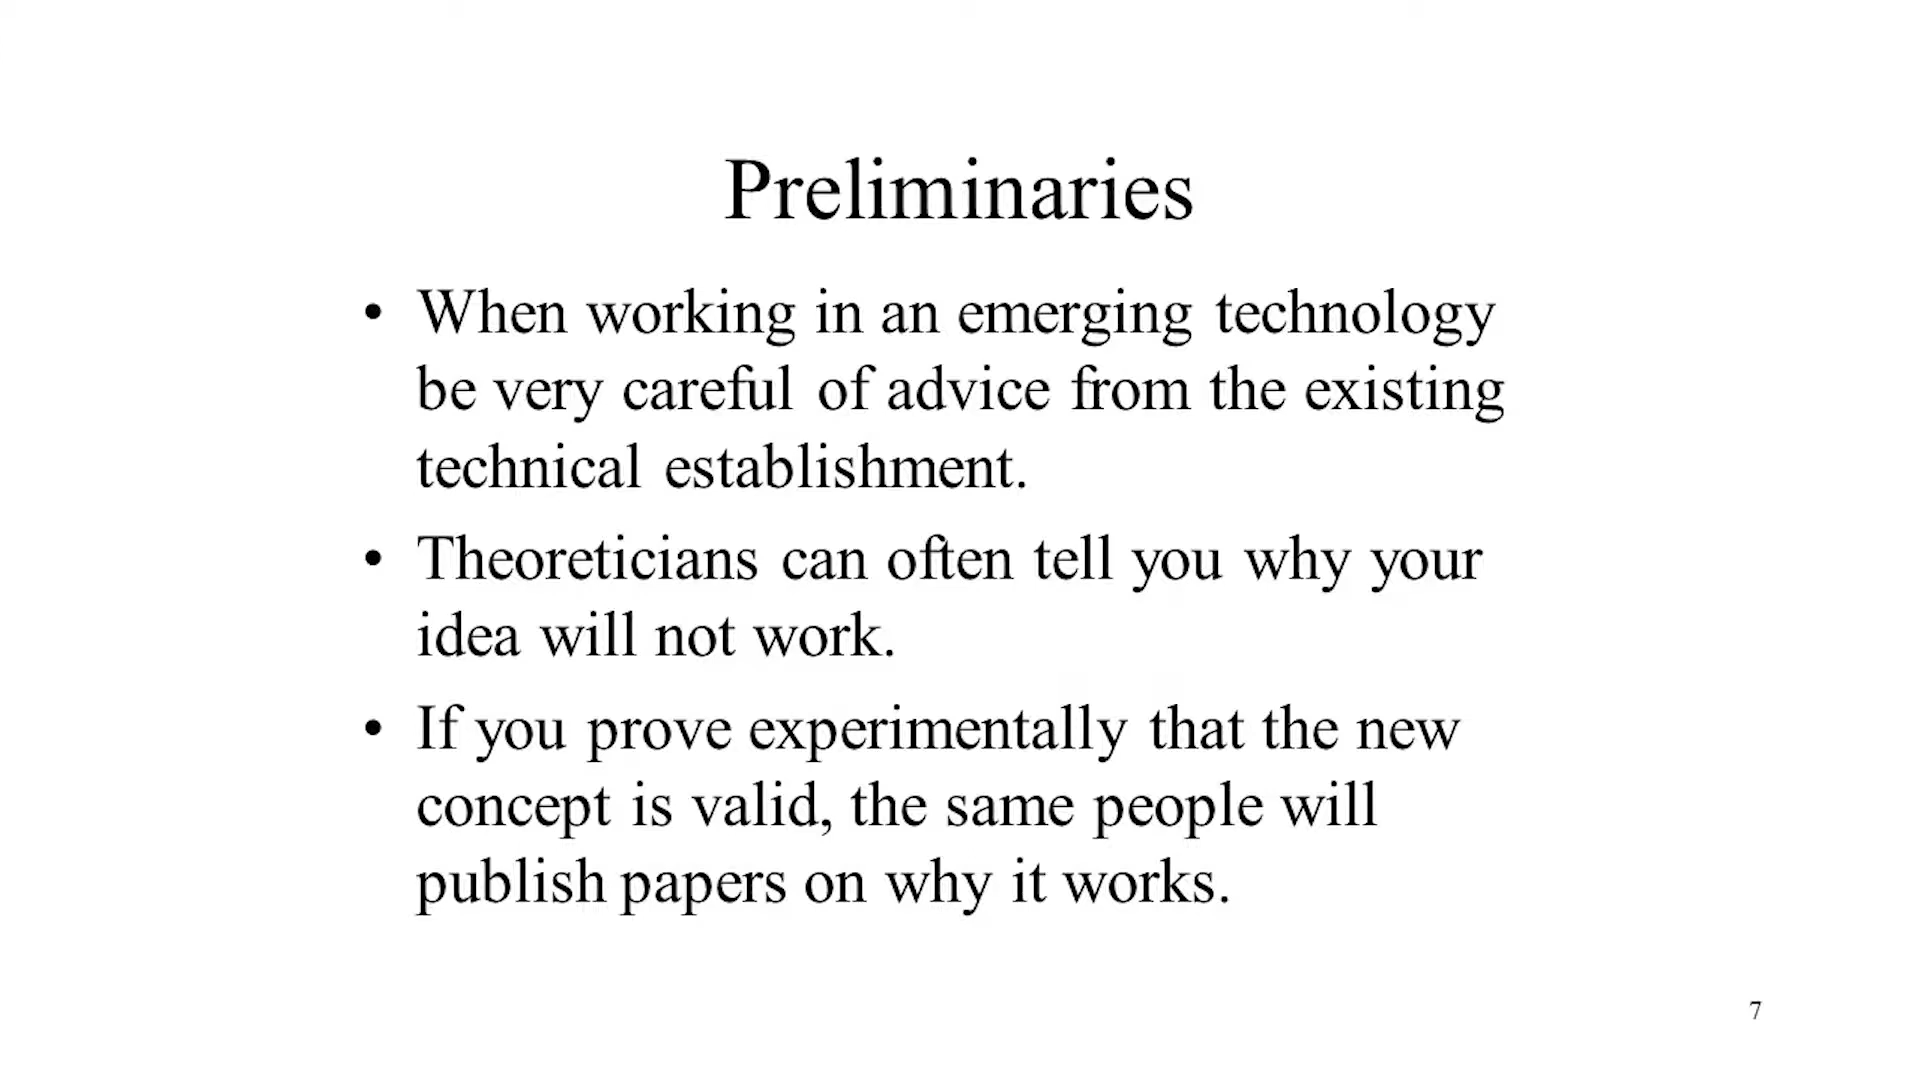 Preliminaries
• When working in an emerging technology
be very careful of advice from the existing
technical establishment.
• Theoreticians can often tell you why your
idea will not work.
• If you prove experimentally that the new
concept is valid, the same people will
publish papers on why it works.
7